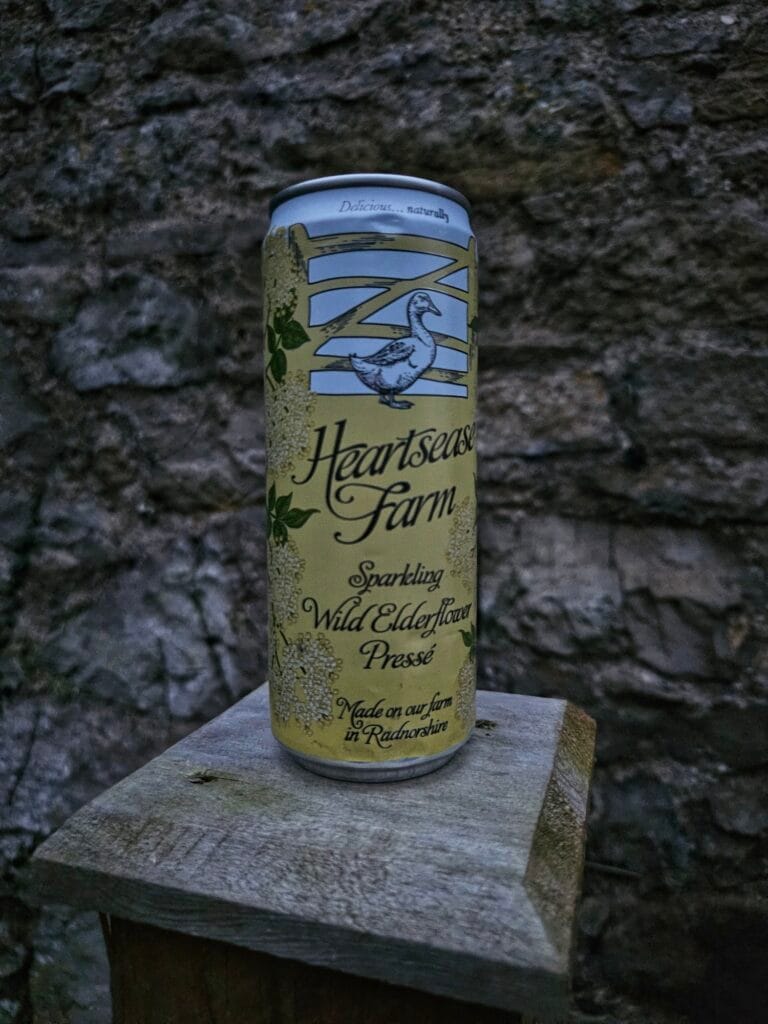 Delicious... naturally
Heartsease
Farm
Sparkling
Wild Elderflower
Pressé
Made on our farm
in Radnorshire